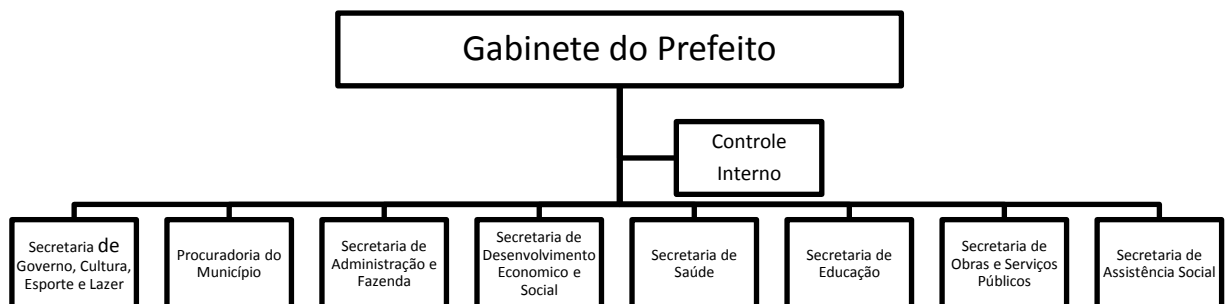 Gabinete do Prefeito
Controle
Interno
Secretaria de
Governo, Cultura,
Esporte e Lazer
Procuradoria do
Município
Secretaria de
Administração e
Fazenda
Secretaria de
Desenvolvimento
Economico e
Social
Secretaria de
Saúde
Secretaria de
Educação
Secretaria de
Obras e Serviços
Públicos
Secretaria de
Assistência Social